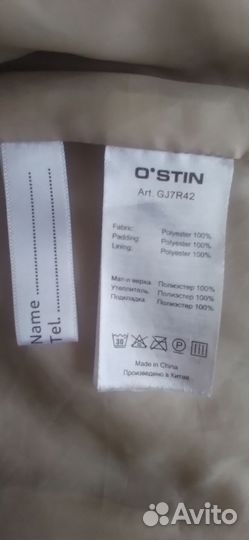 O'STIN
Art. GJ7R42
Fabric: Polyester 100%
Padding: Polyester 100%
Lining: Polyester 100%
Мат-л верха Полиэстер 100%
Утеплитель Полиэстер 100%
Подкладка Полиэстер 100%
30 P
Made in China
Произведено в Китае
Name
Tel.
Avito